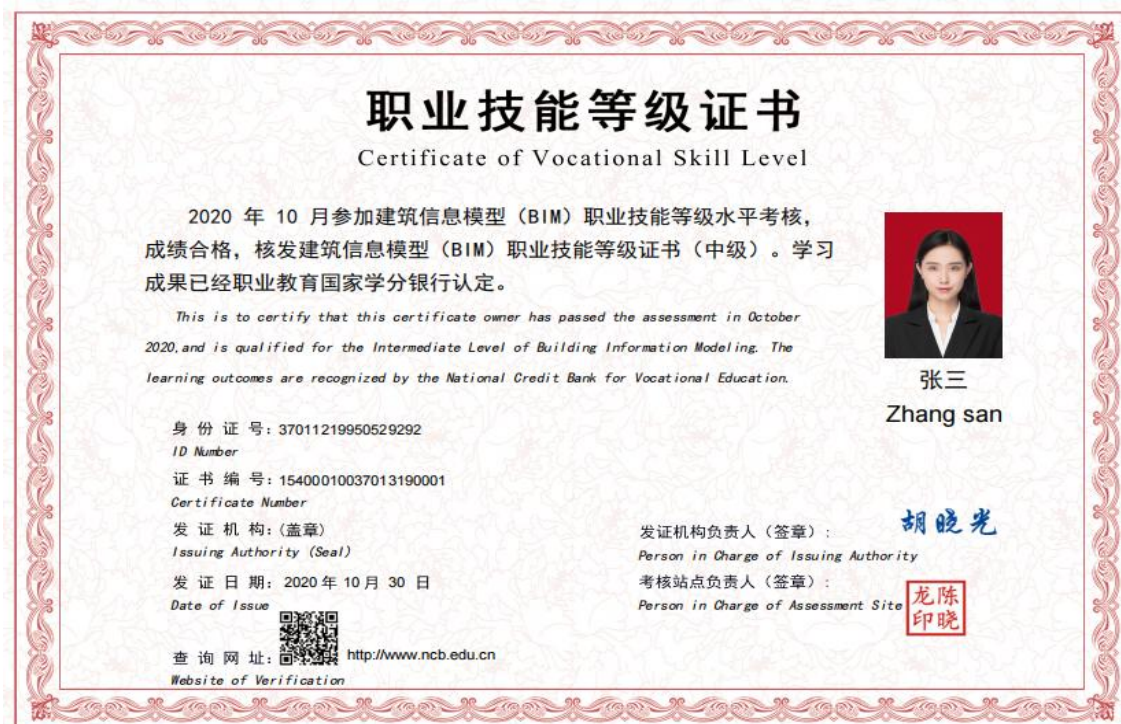 职业技能等级证书
Certificate of Vocational Skill Level
2020 年 10 月参加建筑信息模型（BIM）职业技能等级水平考核，
成绩合格，核发建筑信息模型（BIM）职业技能等级证书（中级）。学习
成果已经职业教育国家学分银行认定。
This is to certify that this certificate owner has passed the assessment in October
2020,and is qualified for the Intermediate Level of Building Information Modeling. The
learning outcomes are recognized by the National Credit Bank for Vocational Education.
张三
Zhang san
身 份 证 号：37011219950529292
ID Number
证 书 编 号：15400010037013190001
Certificate Number
发 证 机 构：(盖章)
Issuing Authority (Seal)
发 证 日 期：2020 年 10 月 30 日
Date of Issue
查 询 网 址：http://www.ncb.edu.cn
Website of Verification
发证机构负责人（签章）：胡晓光
Person in Charge of Issuing Authority
考核站点负责人（签章）：
Person in Charge of Assessment Site
陈晓
龙印